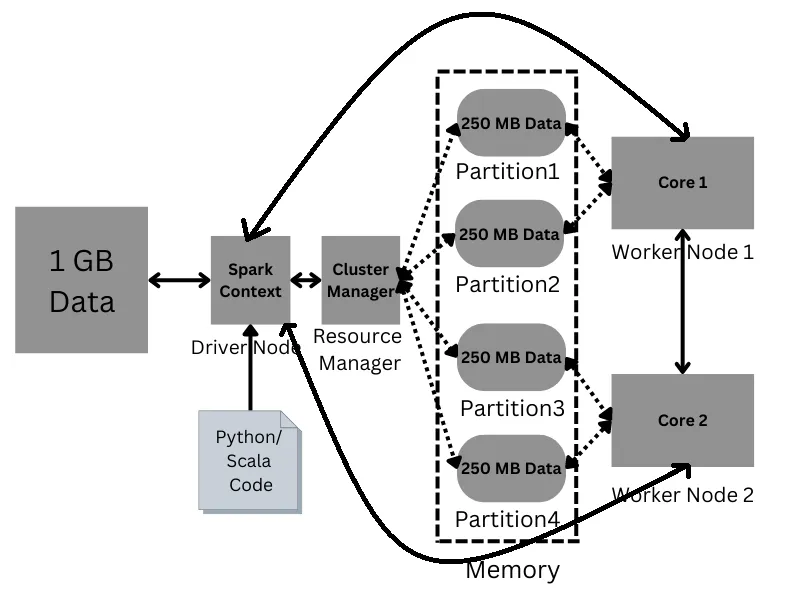 1 GB
Data
Spark
Context
Driver Node
Python/
Scala
Code
Cluster
Manager
Resource
Manager
250 MB Data
Partition1
250 MB Data
Partition2
250 MB Data
Partition3
250 MB Data
Partition4
Memory
Core 1
Worker Node 1
Core 2
Worker Node 2